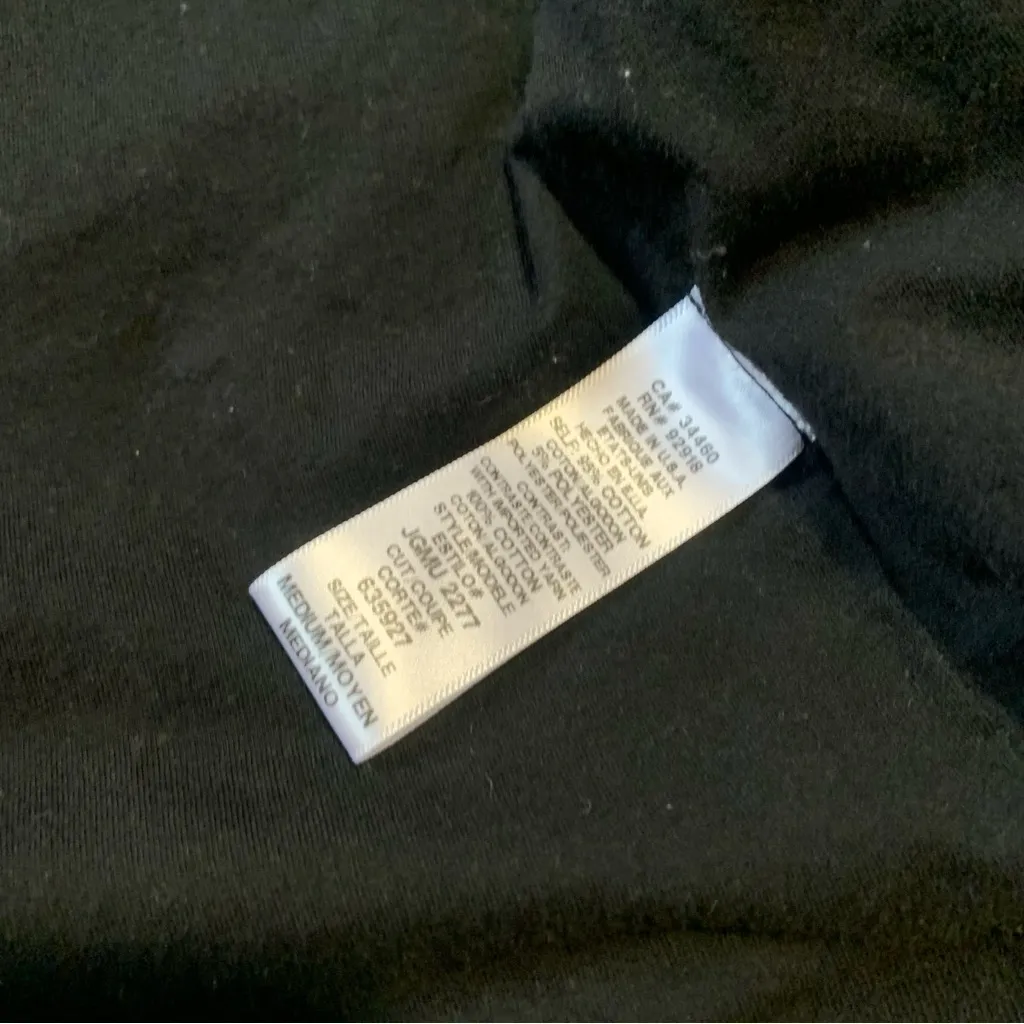 CA# 34460
RN# 92918
MADE IN U.S.A.
FABRIQUE AUX
ETATS-UNIS
HECHO EN EUA
SELF: 95% COTTON
COTON ALGODON
5% POLYESTER
POLYESTER POLIESTER
CONTRAST:
CONTRASTE: CONTRASTE
WITH IMPORTED YARN
100% COTTON
COTON ALGODON
STYLE/MODELE
ESTILO#
JGMU 2277
CUT/COUPE
CORTE#
635927
SIZE/TAILLE
TALLA
MEDIUM/MOYEN
MEDIANO